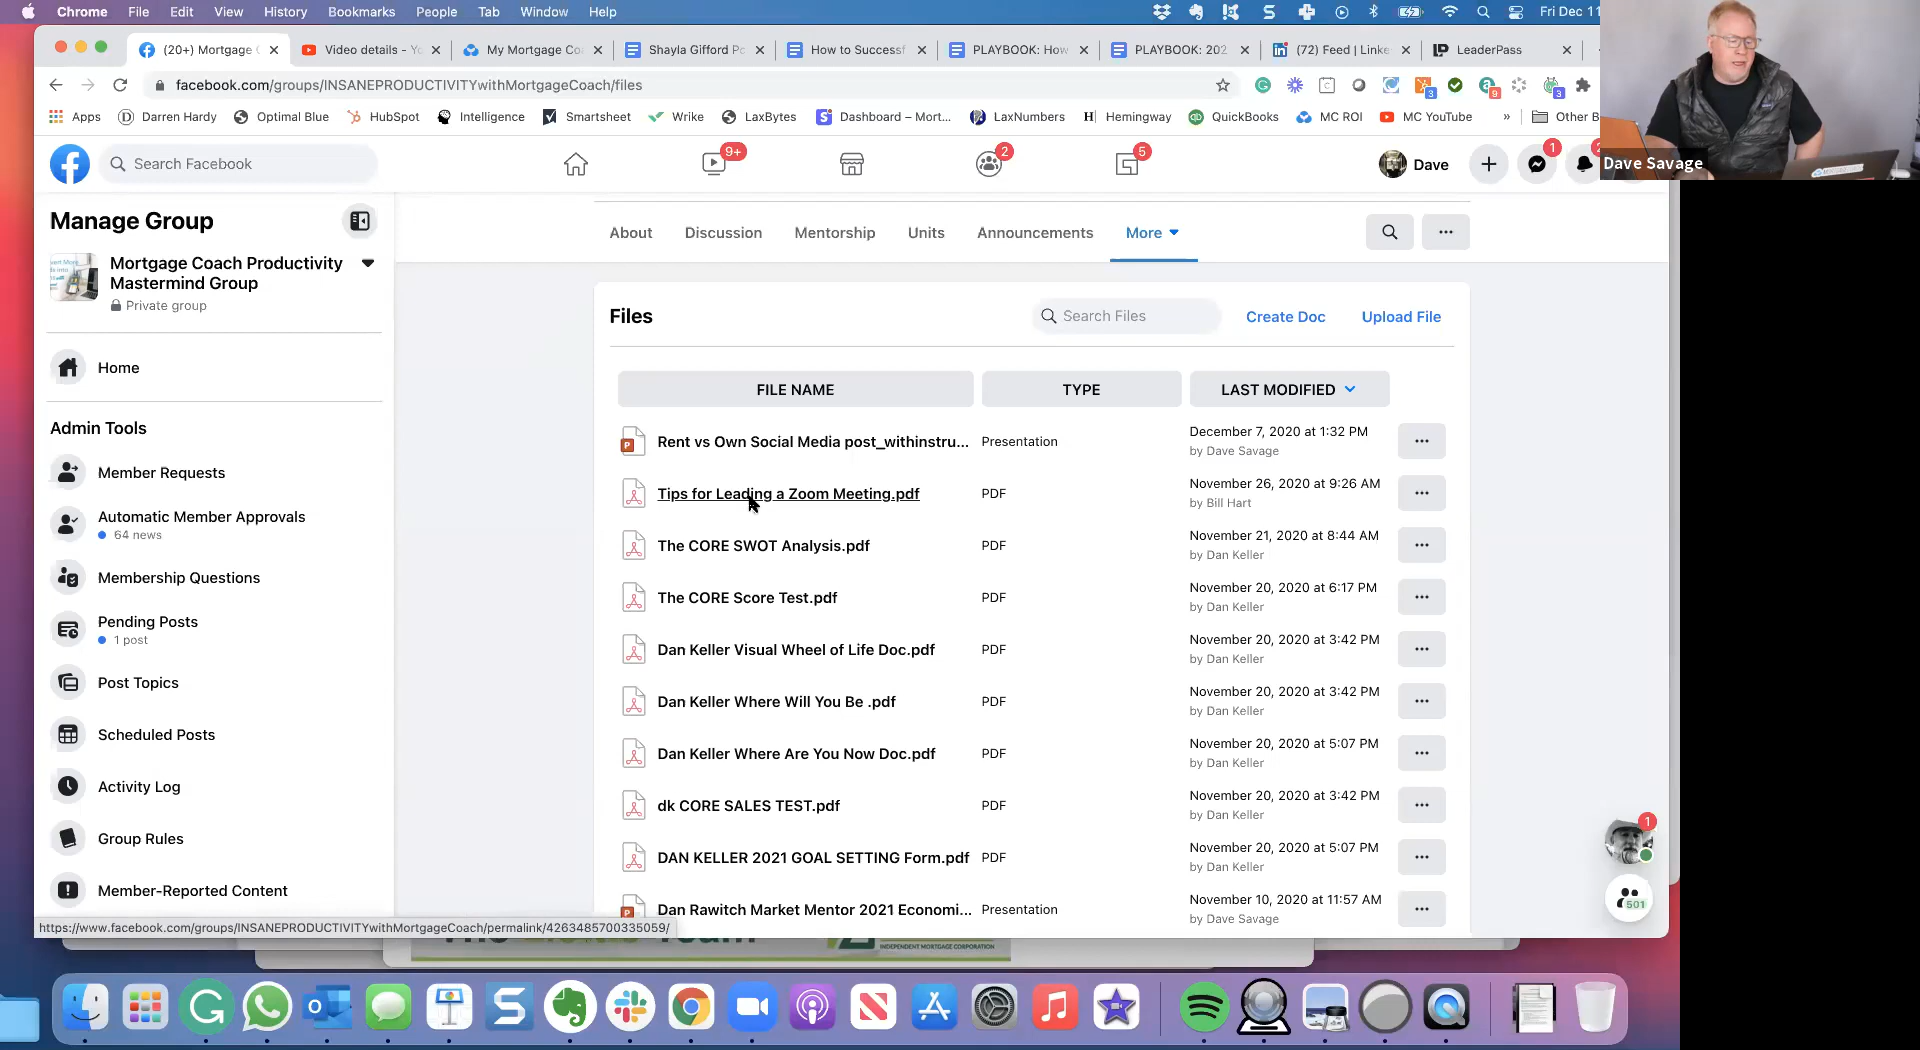 Chrome File Edit View History Bookmarks People Tab Window Help
Fri Dec 11
(20+) Mortgage
Video details - Yo
My Mortgage Co
Shayla Gifford Po
How to Successf
PLAYBOOK: How
PLAYBOOK: 202
(72) Feed | Linke
LeaderPass
facebook.com/groups/INSANEPRODUCTIVITYwithMortgageCoach/files
3
9
3
Apps Darren Hardy Optimal Blue HubSpot Intelligence Smartsheet Wrike LaxBytes Dashboard – Mort... LaxNumbers Hemingway QuickBooks MC ROI MC YouTube » Other B
Search Facebook
9+
2
5
Dave
1
Dave Savage
Manage Group
Mortgage Coach Productivity
Mastermind Group
Private group
Home
Admin Tools
Member Requests
Automatic Member Approvals
64 news
Membership Questions
Pending Posts
1 post
Post Topics
Scheduled Posts
Activity Log
Group Rules
Member-Reported Content
About Discussion Mentorship Units Announcements More
Files
Search Files
Create Doc
Upload File
FILE NAME TYPE LAST MODIFIED
Rent vs Own Social Media post_withinstru... Presentation December 7, 2020 at 1:32 PM
by Dave Savage
Tips for Leading a Zoom Meeting.pdf PDF November 26, 2020 at 9:26 AM
by Bill Hart
The CORE SWOT Analysis.pdf PDF November 21, 2020 at 8:44 AM
by Dan Keller
The CORE Score Test.pdf PDF November 20, 2020 at 6:17 PM
by Dan Keller
Dan Keller Visual Wheel of Life Doc.pdf PDF November 20, 2020 at 3:42 PM
by Dan Keller
Dan Keller Where Will You Be .pdf PDF November 20, 2020 at 3:42 PM
by Dan Keller
Dan Keller Where Are You Now Doc.pdf PDF November 20, 2020 at 5:07 PM
by Dan Keller
dk CORE SALES TEST.pdf PDF November 20, 2020 at 3:42 PM
by Dan Keller
DAN KELLER 2021 GOAL SETTING Form.pdf PDF November 20, 2020 at 5:07 PM
by Dan Keller
Dan Rawitch Market Mentor 2021 Economi... Presentation November 10, 2020 at 11:57 AM
by Dave Savage
1
501
https://www.facebook.com/groups/INSANEPRODUCTIVITYwithMortgageCoach/permalink/4263485700335059/
INDEPENDENT MORTGAGE CORPORATION